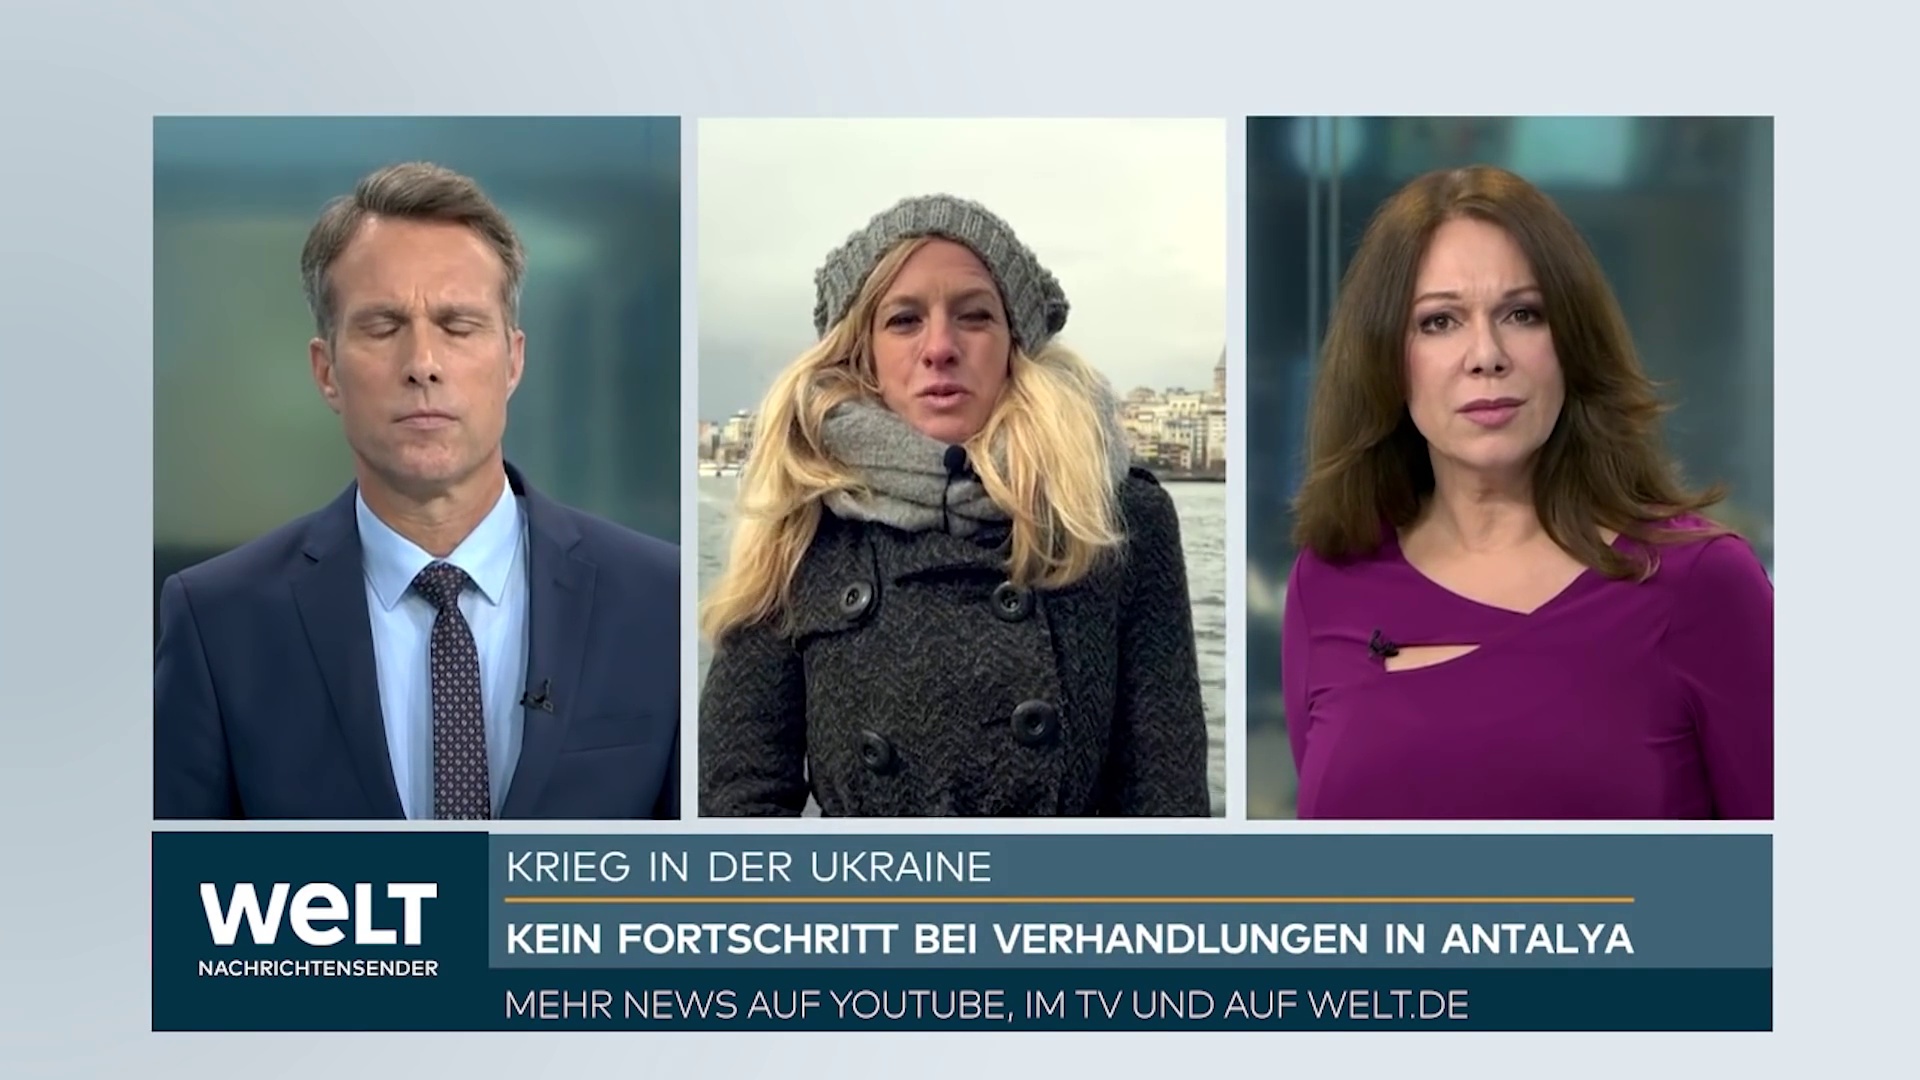 KRIEG IN DER UKRAINE
KEIN FORTSCHRITT BEI VERHANDLUNGEN IN ANTALYA
WELT
NACHRICHTENSENDER
MEHR NEWS AUF YOUTUBE, IM TV UND AUF WELT.DE